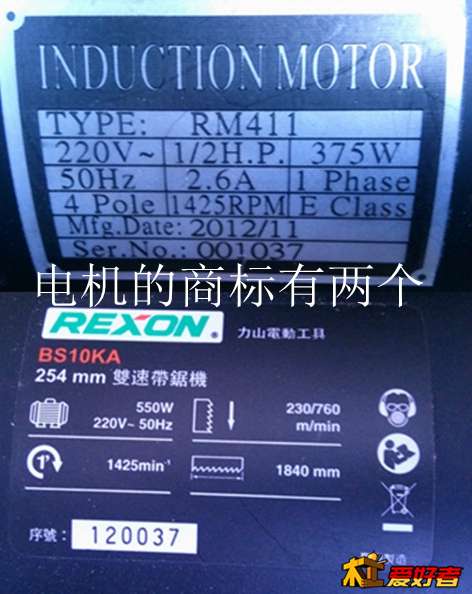 INDUCTION MOTOR
TYPE: RM411
220V~ 1/2H.P. 375W
50Hz 2.6A 1 Phase
4 Pole 1425RPM E Class
Mfg.Date: 2012/11
Ser.No.: 001037
电机的商标有两个
REXON® 力山電動工具
BS10KA
254 mm 雙速帶鋸機
550W
220V~ 50Hz
230/760
m/min
1425min⁻¹
1840 mm
序號: 120037
製造
爱好者